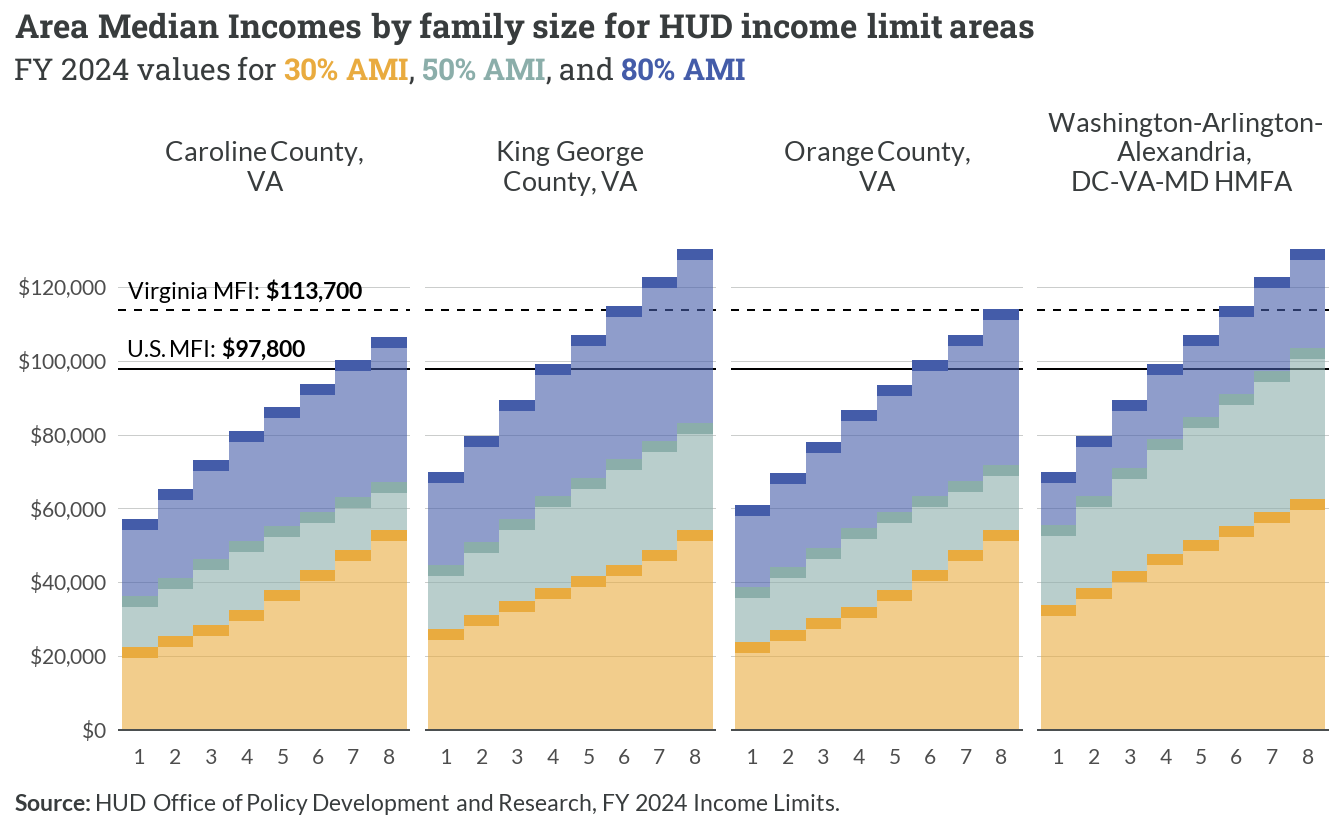 Area Median Incomes by family size for HUD income limit areas
FY 2024 values for 30% AMI, 50% AMI, and 80% AMI
Caroline County,
VA
King George
County, VA
Orange County,
VA
Washington-Arlington-
Alexandria,
DC-VA-MD HMFA
$120,000
$100,000
$80,000
$60,000
$40,000
$20,000
$0
Virginia MFI: $113,700
U.S. MFI: $97,800
1 2 3 4 5 6 7 8
1 2 3 4 5 6 7 8
1 2 3 4 5 6 7 8
1 2 3 4 5 6 7 8
Source: HUD Office of Policy Development and Research, FY 2024 Income Limits.